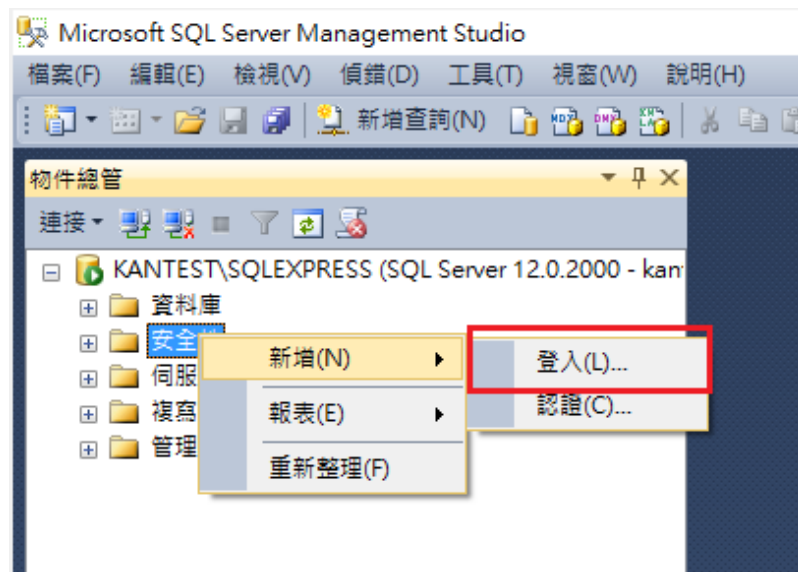 Microsoft SQL Server Management Studio
檔案(F) 編輯(E) 檢視(V) 偵錯(D) 工具(T) 視窗(W) 說明(H)
新增查詢(N)
物件總管
連接
KANTEST\SQLEXPRESS (SQL Server 12.0.2000 - kan
資料庫
安全
新增(N)
登入(L)...
伺服
複寫
報表(E)
認證(C)...
管理
重新整理(F)